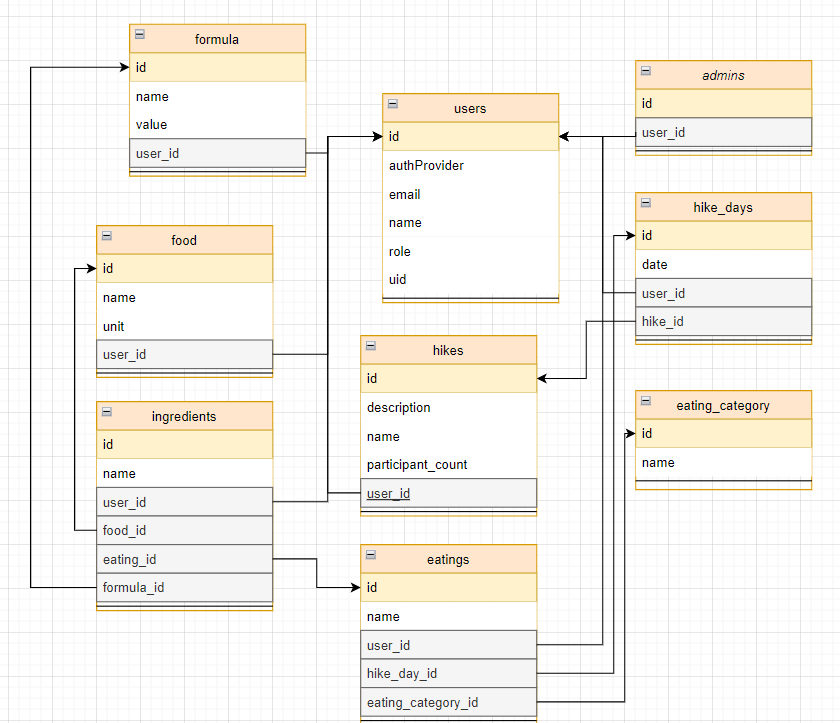 formula
id
name
value
user_id
food
id
name
unit
user_id
ingredients
id
name
user_id
food_id
eating_id
formula_id
users
id
authProvider
email
name
role
uid
hikes
id
description
name
participant_count
user_id
eatings
id
name
user_id
hike_day_id
eating_category_id
admins
id
user_id
hike_days
id
date
user_id
hike_id
eating_category
id
name